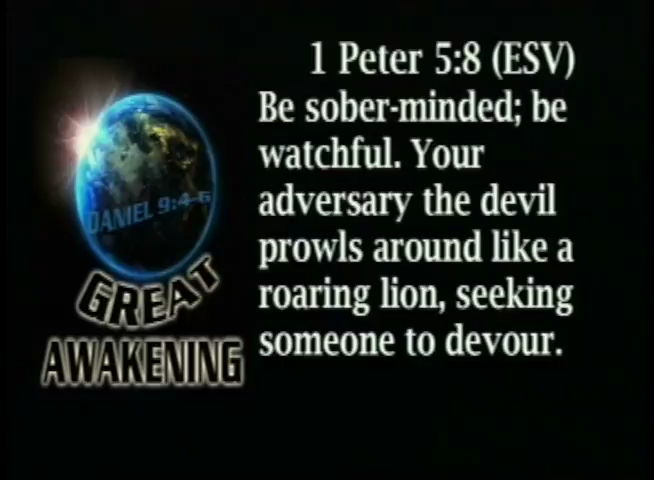 1 Peter 5:8 (ESV)
Be sober-minded; be
watchful. Your
adversary the devil
prowls around like a
roaring lion, seeking
someone to devour.
DANIEL 9:4-6
GREAT
AWAKENING